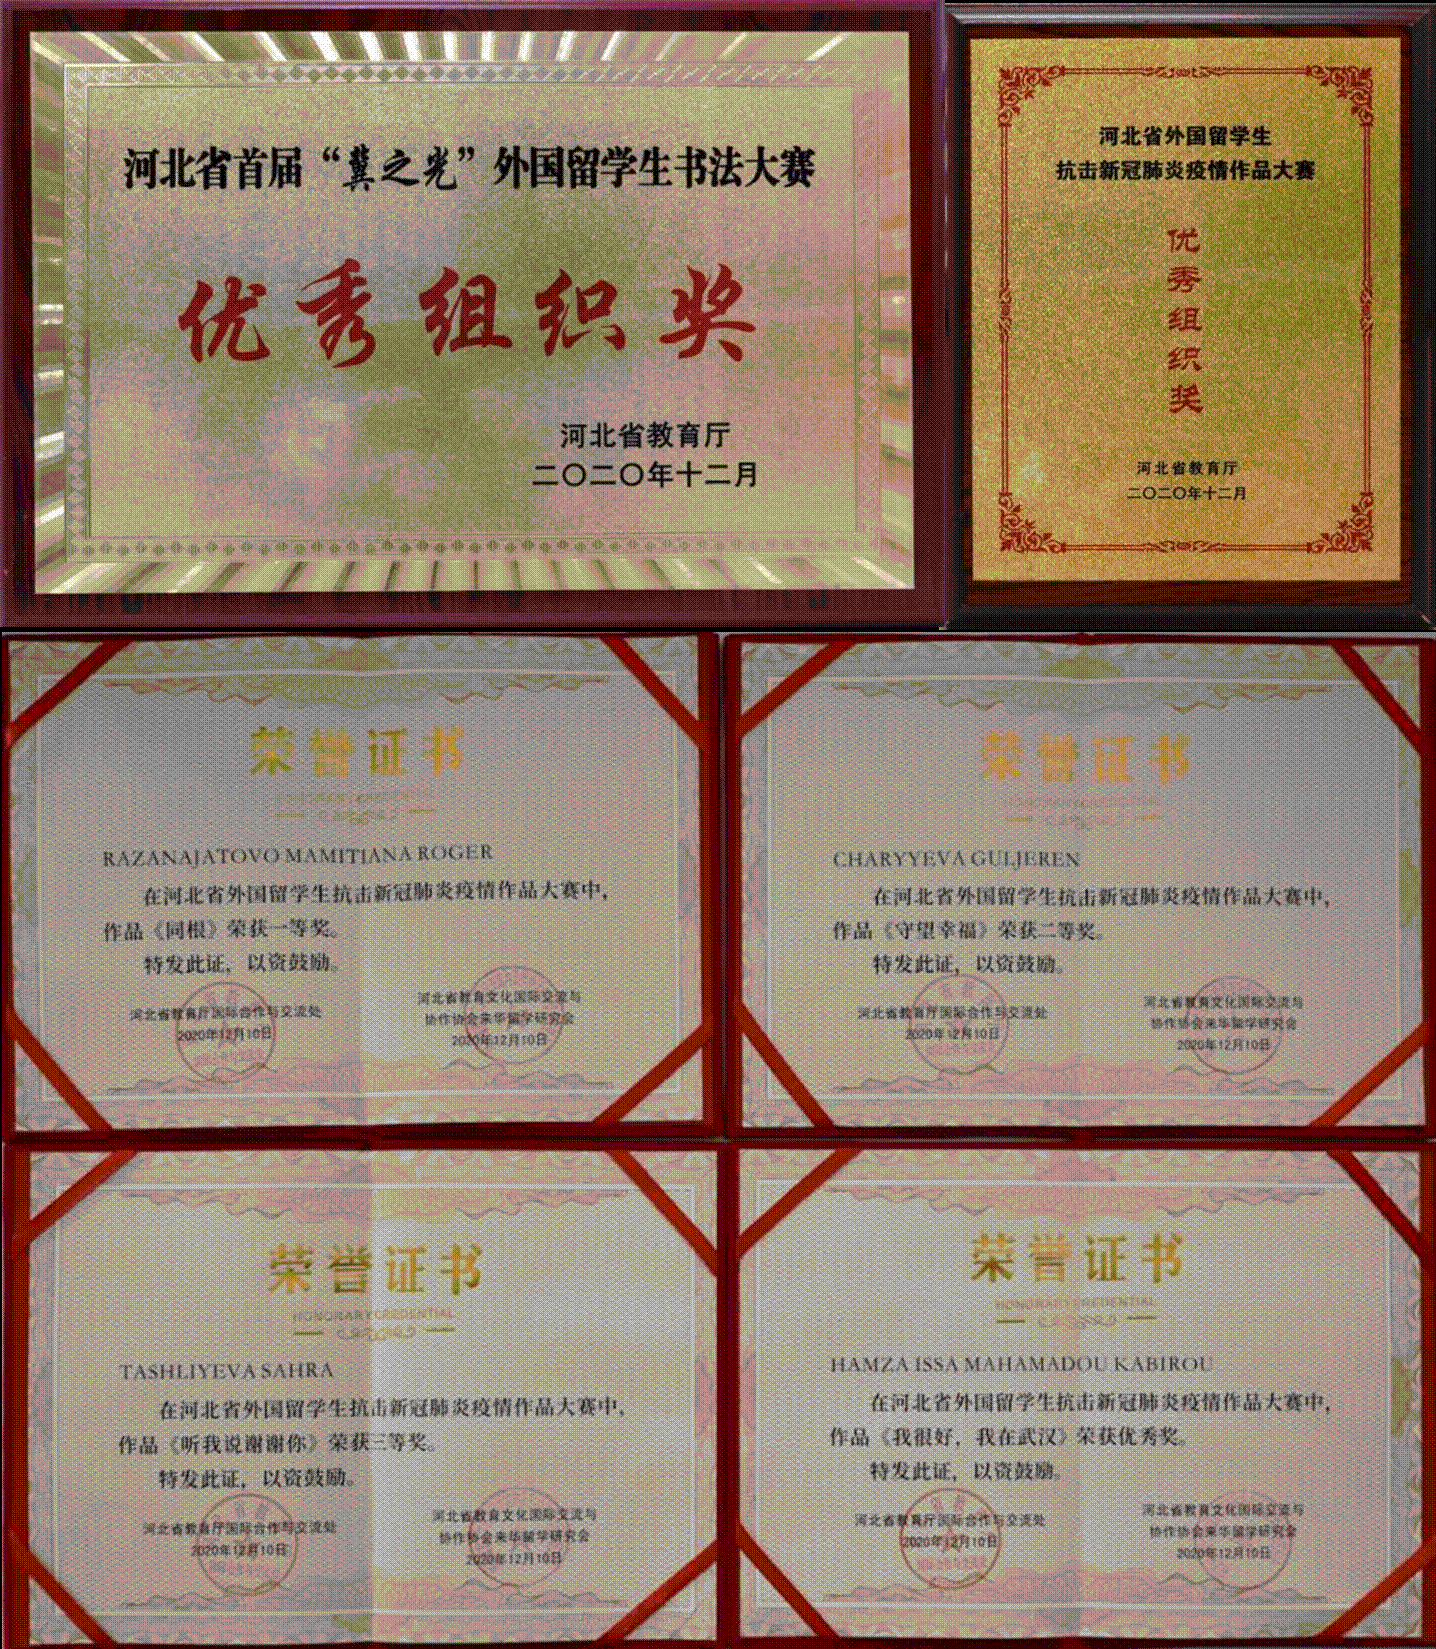 河北省首届“冀之光”外国留学生书法大赛
优秀组织奖
河北省教育厅
二〇二〇年十二月
河北省外国留学生
抗击新冠肺炎疫情作品大赛
优
秀
组
织
奖
河北省教育厅
二〇二〇年十二月
荣誉证书
HONORARY CREDENTIAL
RAZANAJATOVO MAMITIANA ROGER
在河北省外国留学生抗击新冠肺炎疫情作品大赛中，
作品《同根》荣获一等奖。
特发此证，以资鼓励。
河北省教育厅国际合作与交流处
2020年12月10日
河北省教育文化国际交流与
协作协会来华留学研究会
2020年12月10日
荣誉证书
HONORARY CREDENTIAL
CHARYYEVA GULJEREN
在河北省外国留学生抗击新冠肺炎疫情作品大赛中，
作品《守望幸福》荣获二等奖。
特发此证，以资鼓励。
河北省教育厅国际合作与交流处
2020年12月10日
河北省教育文化国际交流与
协作协会来华留学研究会
2020年12月10日
荣誉证书
HONORARY CREDENTIAL
TASHLIYEVA SAHRA
在河北省外国留学生抗击新冠肺炎疫情作品大赛中，
作品《听我说谢谢你》荣获三等奖。
特发此证，以资鼓励。
河北省教育厅国际合作与交流处
2020年12月10日
河北省教育文化国际交流与
协作协会来华留学研究会
2020年12月10日
荣誉证书
HONORARY CREDENTIAL
HAMZA ISSA MAHAMADOU KABIROU
在河北省外国留学生抗击新冠肺炎疫情作品大赛中，
作品《我很好，我在武汉》荣获优秀奖。
特发此证，以资鼓励。
河北省教育厅国际合作与交流处
2020年12月10日
河北省教育文化国际交流与
协作协会来华留学研究会
2020年12月10日